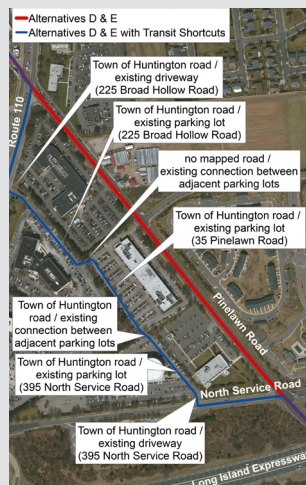 Alternatives D & E
Alternatives D & E with Transit Shortcuts
Town of Huntington road /
existing driveway
(225 Broad Hollow Road)
Route 110
Town of Huntington road /
existing parking lot
(225 Broad Hollow Road)
no mapped road /
existing connection between
adjacent parking lots
Town of Huntington road /
existing parking lot
(35 Pinelawn Road)
Town of Huntington
road / existing
connection between
adjacent parking lots
Pinelawn Road
Town of Huntington road /
existing parking lot
(395 North Service Road)
North Service Road
Town of Huntington road /
existing driveway
(395 North Service Road)
Long Island Expressway